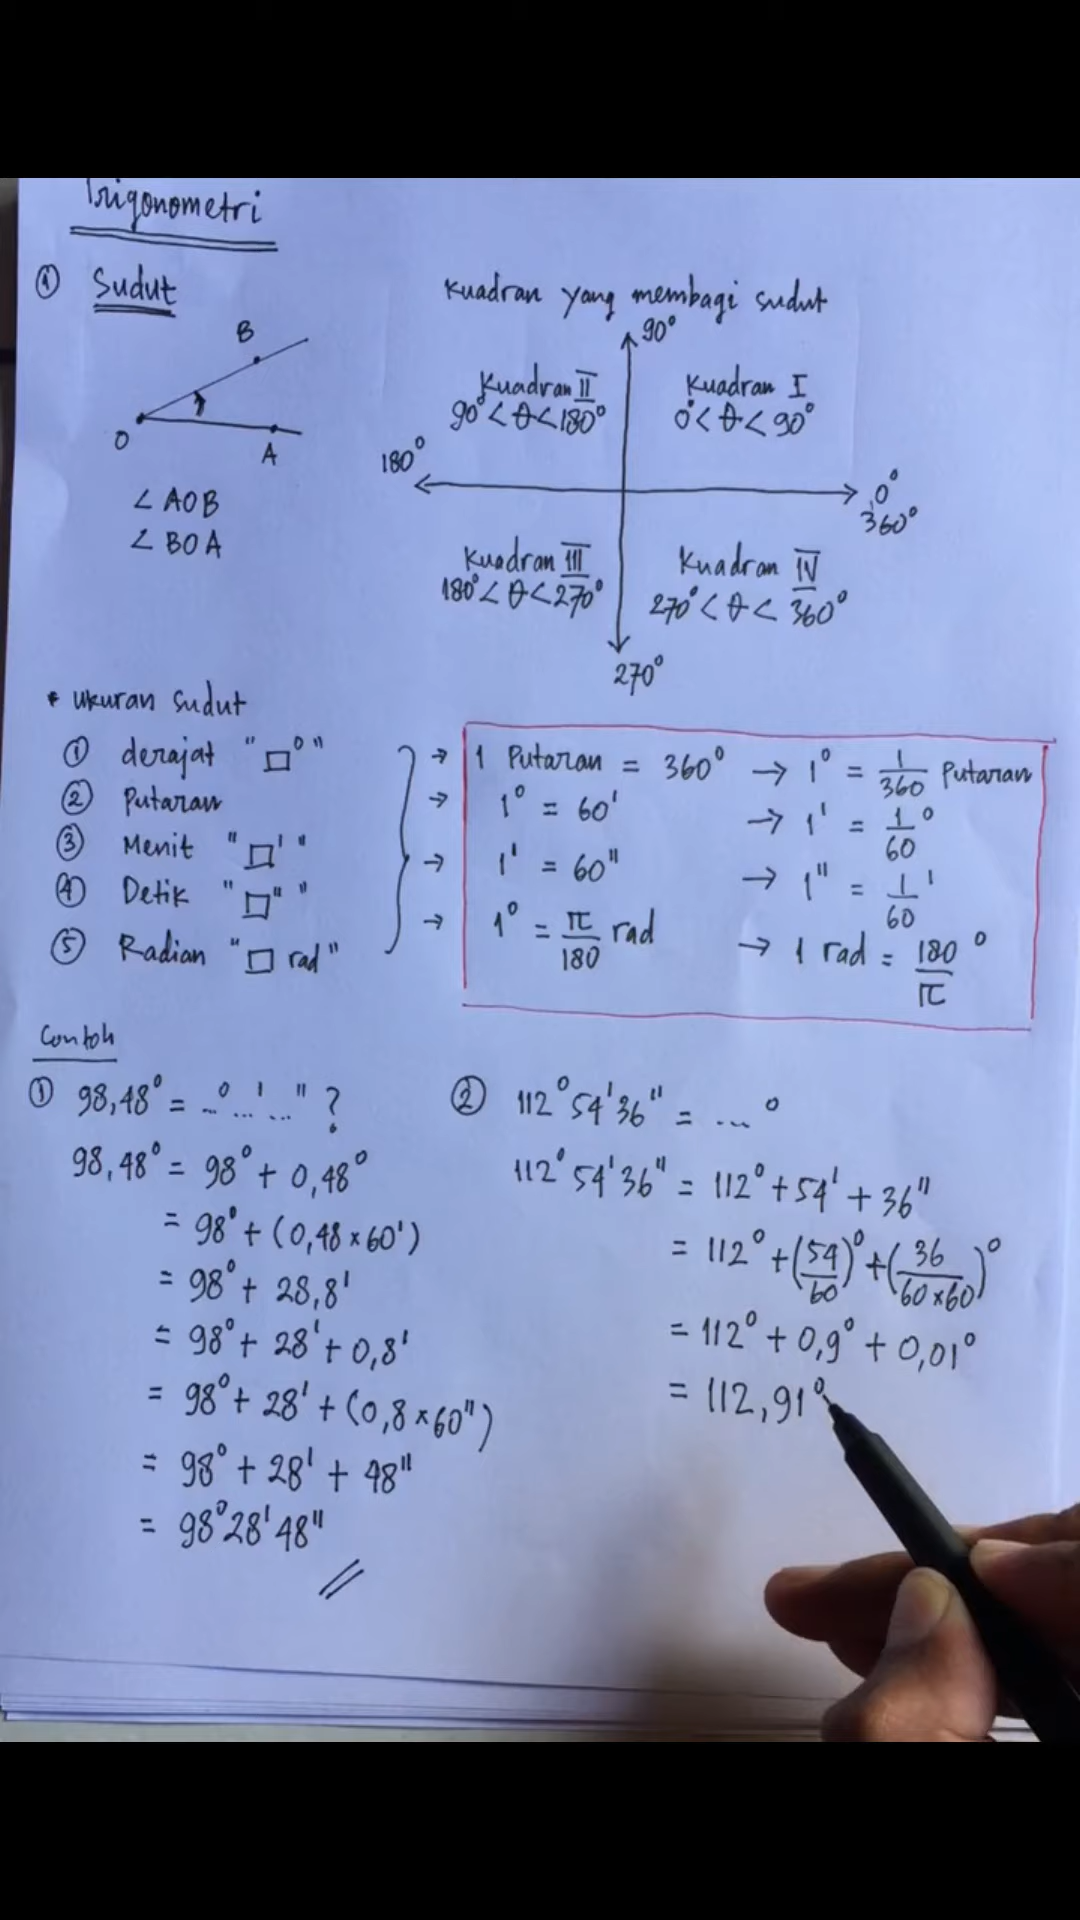 Trigonometri
① Sudut
B
O
A
∠AOB
∠BOA
Kuadran yang membagi sudut
90°
Kuadran II
90° < θ < 180°
Kuadran I
0° < θ < 90°
180°
0°
360°
Kuadran III
180° < θ < 270°
Kuadran IV
270° < θ < 360°
270°
* ukuran sudut
① derajat "□°"
② Putaran
③ Menit "□'"
④ Detik "□""
⑤ Radian "□ rad"
→ 1 Putaran = 360° → 1° = 1/360 Putaran
→ 1° = 60' → 1' = 1/60°
→ 1' = 60" → 1" = 1/60'
→ 1° = π/180 rad → 1 rad = 180/π°
Contoh
① 98,48° = ...°...'..." ?
98,48° = 98° + 0,48°
= 98° + (0,48 × 60')
= 98° + 28,8'
= 98° + 28' + 0,8'
= 98° + 28' + (0,8 × 60")
= 98° + 28' + 48"
= 98°28'48"
② 112°54'36" = ....°
112°54'36" = 112° + 54' + 36"
= 112° + (54/60)° + (36/60×60)°
= 112° + 0,9° + 0,01°
= 112,91°